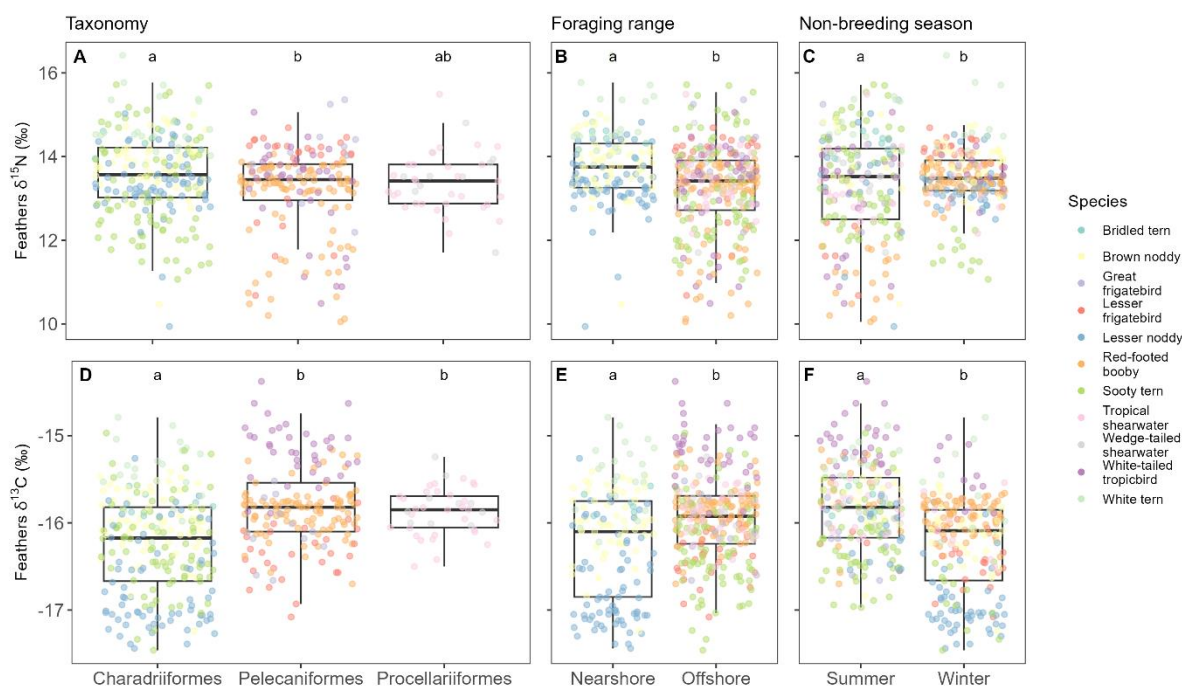 Taxonomy
Foraging range
Non-breeding season
A
a
b
ab
B
a
b
C
a
b
Feathers δ15N (‰)
16
14
12
10
D
a
b
b
E
a
b
F
a
b
Feathers δ13C (‰)
-15
-16
-17
Charadriiformes
Pelecaniformes
Procellariiformes
Nearshore
Offshore
Summer
Winter
Species
Bridled tern
Brown noddy
Great
frigatebird
Lesser
frigatebird
Lesser noddy
Red-footed
booby
Sooty tern
Tropical
shearwater
Wedge-tailed
shearwater
White-tailed
tropicbird
White tern